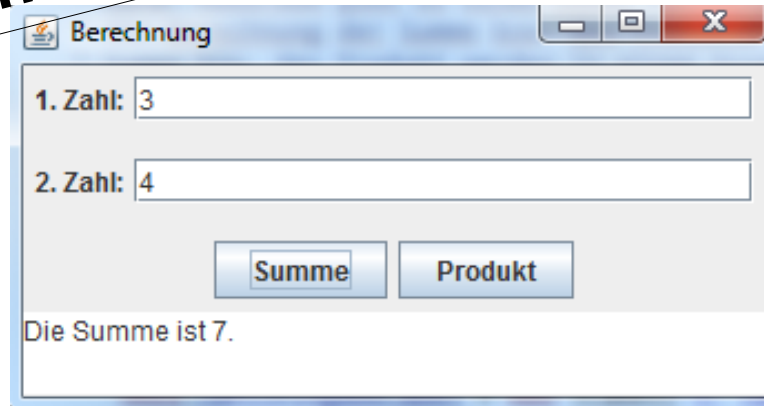 Berechnung
1. Zahl: 3
2. Zahl: 4
Summe Produkt
Die Summe ist 7.